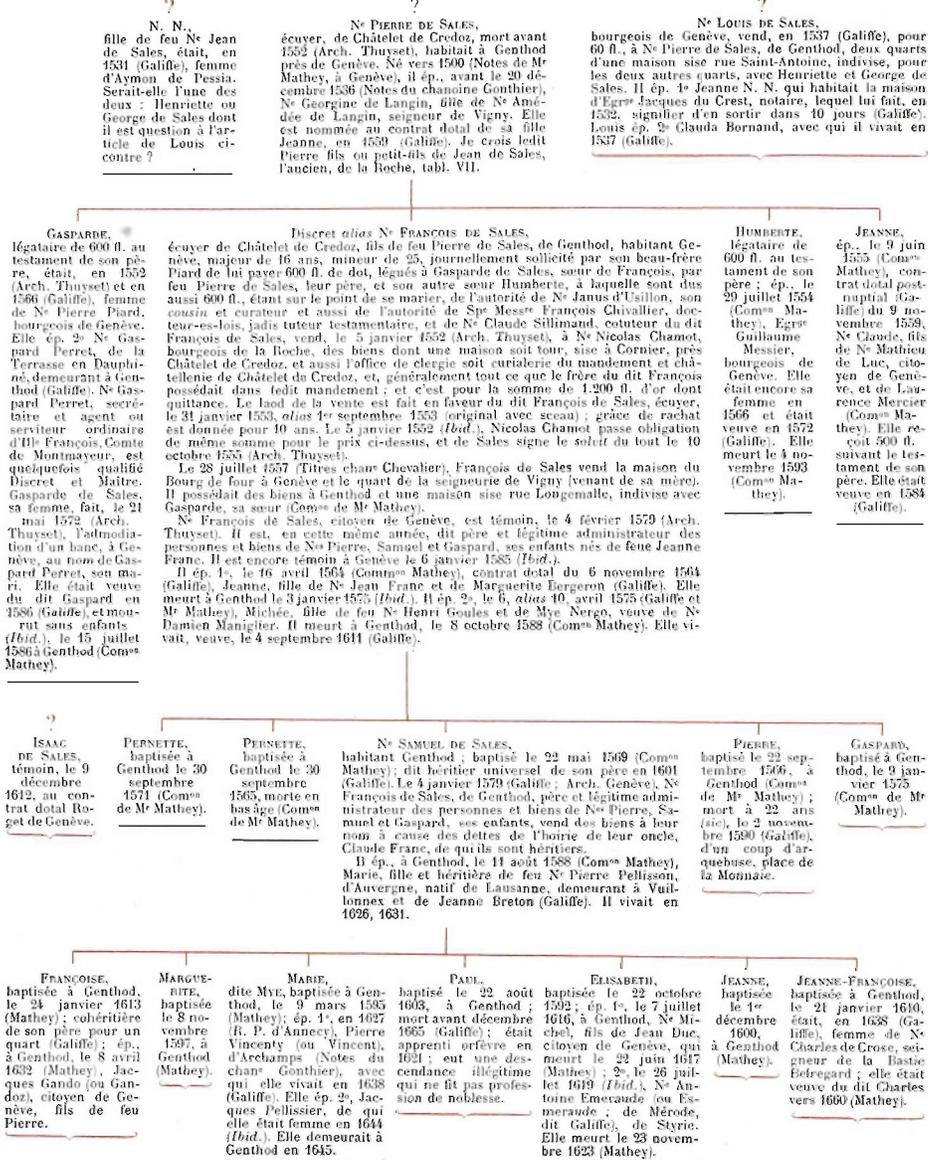 ?
N. N.,
fille de feu Nᵉ Jean
de Sales, était, en
1531 (Galiffe), femme
d'Aymon de Pessia.
Serait-elle l'une des
deux : Henriette ou
George de Sales dont
il est question à l'ar-
ticle de Louis ci-
contre ?
?
Nᵉ PIERRE DE SALES,
écuyer, de Châtelet de Credoz, mort avant
1552 (Arch. Thuyset), habitait à Genthod
près de Genève. Né vers 1500 (Notes de Mʳ
Mathey, à Genève), il ép., avant le 20 dé-
cembre 1536 (Notes du chanoine Gonthier),
Nᵉ Georgine de Langin, fille de Nᵉ Amé-
dée de Langin, seigneur de Vigny. Elle
est nommée au contrat dotal de sa fille
Jeanne, en 1559 (Galiffe). Je crois ledit
Pierre fils ou petit-fils de Jean de Sales,
l'ancien, de la Roche, tabl. VII.
?
Nᵉ LOUIS DE SALES,
bourgeois de Genève, vend, en 1537 (Galiffe), pour
60 fl., à Nᵉ Pierre de Sales, de Genthod, deux quarts
d'une maison sise rue Saint-Antoine, indivise, pour
les deux autres quarts, avec Henriette et George de
Sales. Il ép. 1º Jeanne N. N. qui habitait la maison
d'Egrᵉ Jacques du Crest, notaire, lequel lui fait, en
1532, signifier d'en sortir dans 10 jours (Galiffe).
Louis ép. 2º Clauda Bornand, avec qui il vivait en
1537 (Galiffe).
GASPARDE,
légataire de 600 fl. au
testament de son pè-
re, était, en 1552
(Arch. Thuyset) et en
1566 (Galiffe), femme
de Nᵉ Pierre Piard,
bourgeois de Genève.
Elle ép. 2º Nᵉ Gas-
pard Perret, de la
Terrasse en Dauphi-
né, demeurant à Gen-
thod (Galiffe). Nᵉ Gas-
pard Perret, secré-
taire et agent ou
serviteur ordinaire
d'Illᵉ François, Comte
de Montmayeur, est
quelquefois qualifié
Discret et Maître.
Gasparde de Sales,
sa femme, fait, le 21
mai 1572 (Arch.
Thuyset), l'admodia-
tion d'un banc, à Ge-
nève, au nom de Gas-
pard Perret, son ma-
ri. Elle était veuve
du dit Gaspard en
1586 (Galiffe), et mou-
rut sans enfants
(Ibid.), le 15 juillet
1586 à Genthod (Comᵒⁿ
Mathey).
Discret alias Nᵉ FRANÇOIS DE SALES,
écuyer de Châtelet de Credoz, fils de feu Pierre de Sales, de Genthod, habitant Ge-
nève, majeur de 16 ans, mineur de 25, journellement sollicité par son beau-frère
Piard de lui payer 600 fl. de dot, légués à Gasparde de Sales, sœur de François, par
feu Pierre de Sales, leur père, et son autre sœur Humberte, à laquelle sont dus
aussi 600 fl., étant sur le point de se marier, de l'autorité de Nᵉ Janus d'Usillon, son
cousin et curateur et aussi de l'autorité de Spᵉ Messʳᵉ François Chivallier, doc-
teur-es-lois, jadis tuteur testamentaire, et de Nᵉ Claude Sillimand, cotuteur du dit
François de Sales, vend, le 5 janvier 1552 (Arch. Thuyset), à Nᵉ Nicolas Chamot,
bourgeois de la Roche, des biens dont une maison soit tour, sise à Cornier, près
Châtelet de Credoz, et aussi l'office de clergie soit curialerie du mandement et châ-
tellenie de Châtelet de Credoz, et, généralement tout ce que le frère du dit François
possédait dans ledit mandement ; et c'est pour la somme de 1.200 fl. d'or dont
quittance. Le laod de la vente est fait en faveur du dit François de Sales, écuyer,
le 31 janvier 1553, alias 1ᵉʳ septembre 1553 (original avec sceau) ; grâce de rachat
est donnée pour 10 ans. Le 5 janvier 1552 (Ibid.), Nicolas Chamot passe obligation
de même somme pour le prix ci-dessus, et de Sales signe le solvit du tout le 10
octobre 1555 (Arch. Thuyset).
Le 28 juillet 1557 (Titres chanᵉ Chevalier), François de Sales vend la maison du
Bourg de four à Genève et le quart de la seigneurie de Vigny (venant de sa mère).
Il possédait des biens à Genthod et une maison sise rue Longemalle, indivise avec
Gasparde, sa sœur (Comᵒⁿ de Mʳ Mathey).
Nᵉ François de Sales, citoyen de Genève, est témoin, le 4 février 1579 (Arch.
Thuyset). Il est, en cette même année, dit père et légitime administrateur des
personnes et biens de Nᵉˢ Pierre, Samuel et Gaspard, ses enfants nés de feue Jeanne
Franc. Il est encore témoin à Genève le 6 janvier 1585 (Ibid.).
Il ép. 1º, le 16 avril 1564 (Commᵒⁿ Mathey), contrat dotal du 6 novembre 1564
(Galiffe), Jeanne, fille de Nᵉ Jean Franc et de Marguerite Bergeren (Galiffe). Elle
meurt à Genthod le 3 janvier 1575 (Ibid.). Il ép. 2º, le 6, alias 10, avril 1575 (Galiffe et
Mʳ Mathey), Michée, fille de feu Nᵉ Henri Goules et de Mye Nergo, veuve de Nᵉ
Damien Maniglier. Il meurt à Genthod, le 8 octobre 1588 (Comᵒⁿ Mathey). Elle vi-
vait, veuve, le 4 septembre 1611 (Galiffe).
HUMBERTE,
légataire de
600 fl. au tes-
tament de son
père ; ép., le
29 juillet 1554
(Comᵒⁿ Ma-
they), Egrᵉ
Guillaume
Messier,
bourgeois de
Genève. Elle
était encore sa
femme en
1566 et était
veuve en 1572
(Galiffe). Elle
meurt le 4 no-
vembre 1593
(Comᵒⁿ Ma-
they).
JEANNE,
ép., le 9 juin
1555 (Comᵒⁿ
Mathey), con-
trat dotal post-
nuptial (Ga-
liffe) du 9 no-
vembre 1559,
Nᵉ Claude, fils
de Nᵉ Mathieu
de Luc, cito-
yen de Genè-
ve, et de Lau-
rence Mercier
(Comᵒⁿ Ma-
they). Elle re-
çoit 500 fl.
suivant le tes-
tament de son
père. Elle était
veuve en 1584
(Galiffe).
?
ISAAC
DE SALES,
témoin, le 9
décembre
1612, au con-
trat dotal Ro-
get de Genève.
PERNETTE,
baptisée à
Genthod le 30
septembre
1571 (Comᵒⁿ
de Mʳ Mathey).
PERNETTE,
baptisée à
Genthod le 30
septembre
1565, morte en
bas âge (Comᵒⁿ
de Mʳ Mathey).
Nᵉ SAMUEL DE SALES,
habitant Genthod ; baptisé le 22 mai 1569 (Comᵒⁿ
Mathey) ; dit héritier universel de son père en 1601
(Galiffe). Le 4 janvier 1579 (Galiffe ; Arch. Genève), Nᵉ
François de Sales, de Genthod, père et légitime admi-
nistrateur des personnes et biens de Nᵉˢ Pierre, Sa-
muel et Gaspard, ses enfants, vend des biens à leur
nom à cause des dettes de l'hoirie de leur oncle,
Claude Franc, de qui ils sont héritiers.
Il ép., à Genthod, le 11 août 1588 (Comᵒⁿ Mathey),
Marie, fille et héritière de feu Nᵉ Pierre Pellisson,
d'Auvergne, natif de Lausanne, demeurant à Vuil-
lonnex et de Jeanne Breton (Galiffe). Il vivait en
1626, 1631.
PIERRE,
baptisé le 22 sep-
tembre 1566, à
Genthod (Comᵒⁿ
de Mʳ Mathey) ;
mort à 22 ans
(sic), le 2 novem-
bre 1590 (Galiffe),
d'un coup d'ar-
quebuse, place de
la Monnaie.
GASPARD,
baptisé à Gen-
thod, le 9 jan-
vier 1575
(Comᵒⁿ de Mʳ
Mathey).
FRANÇOISE,
baptisée à Genthod,
le 24 janvier 1613
(Mathey) ; cohéritière
de son père pour un
quart (Galiffe) ; ép.,
à Genthod, le 8 avril
1632 (Mathey), Jac-
ques Gando (ou Gan-
doz), citoyen de Ge-
nève, fils de feu
Pierre.
MARGUE-
RITE,
baptisée
le 8 no-
vembre
1597, à
Genthod
(Mathey).
MARIE,
dite MYE, baptisée à Gen-
thod, le 9 mars 1595
(Mathey) ; ép. 1º, en 1627
(R. P. d'Annecy), Pierre
Vincenty (ou Vincent),
d'Archamps (Notes du
chanᵉ Gonthier), avec
qui elle vivait en 1638
(Galiffe). Elle ép. 2º, Jac-
ques Pellissier, de qui
elle était femme en 1644
(Ibid.). Elle demeurait à
Genthod en 1645.
PAUL,
baptisé le 22 août
1603, à Genthod ;
mort avant décembre
1665 (Galiffe) ; était
apprenti orfèvre en
1621 ; eut une des-
cendance illégitime
qui ne fit pas profes-
sion de noblesse.
ELISABETH,
baptisée le 22 octobre
1592 ; ép. 1º, le 7 juillet
1616, à Genthod, Nᵉ Mi-
chel, fils de Jean Duc,
citoyen de Genève, qui
meurt le 22 juin 1617
(Mathey) ; 2º, le 26 juil-
let 1619 (Ibid.), Nᵉ An-
toine Emeraude (ou Es-
meraude ; de Mérode,
dit Galiffe), de Styrie.
Elle meurt le 23 novem-
bre 1623 (Mathey).
JEANNE,
baptisée
le 1ᵉʳ
décembre
1600,
à Genthod
(Mathey).
JEANNE-FRANÇOISE,
baptisée à Genthod,
le 21 janvier 1610,
était, en 1638 (Ga-
liffe), femme de Nᵉ
Charles de Crose, sei-
gneur de la Bastie
Befregard ; elle était
veuve du dit Charles
vers 1660 (Mathey).